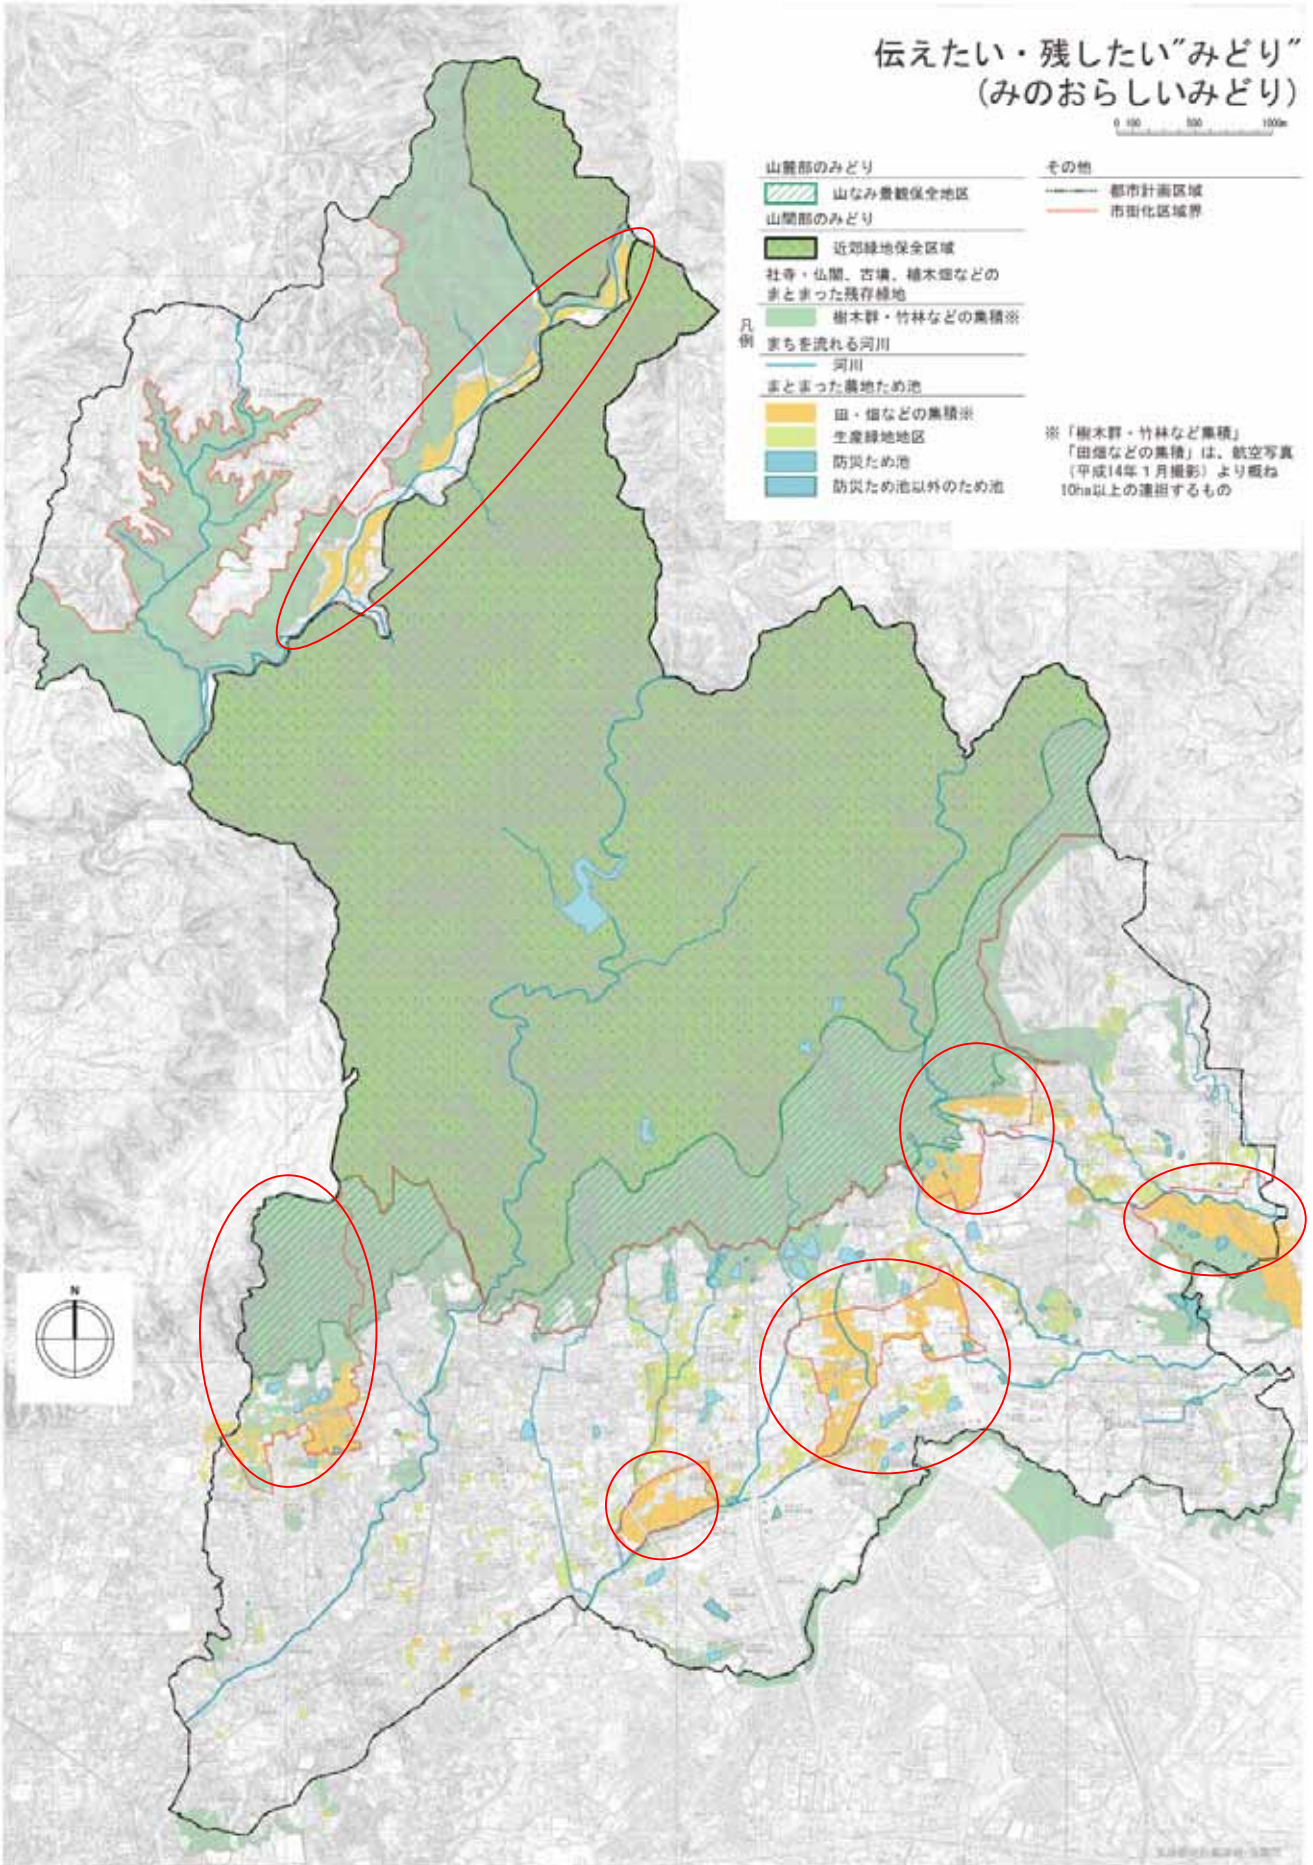 伝えたい・残したい"みどり"
(みのおらしいみどり)
0 100 500 1000m
山麓部のみどり
山なみ景観保全地区
山間部のみどり
近郊緑地保全区域
社寺・仏閣、古墳、植木畑などの
まとまった残存緑地
樹木群・竹林などの集積※
まちを流れる河川
河川
まとまった農地ため池
田・畑などの集積※
生産緑地地区
防災ため池
防災ため池以外のため池
凡例
その他
都市計画区域
市街化区域界
※「樹木群・竹林など集積」
「田畑などの集積」は、航空写真
(平成14年1月撮影)より概ね
10ha以上の連担するもの
N